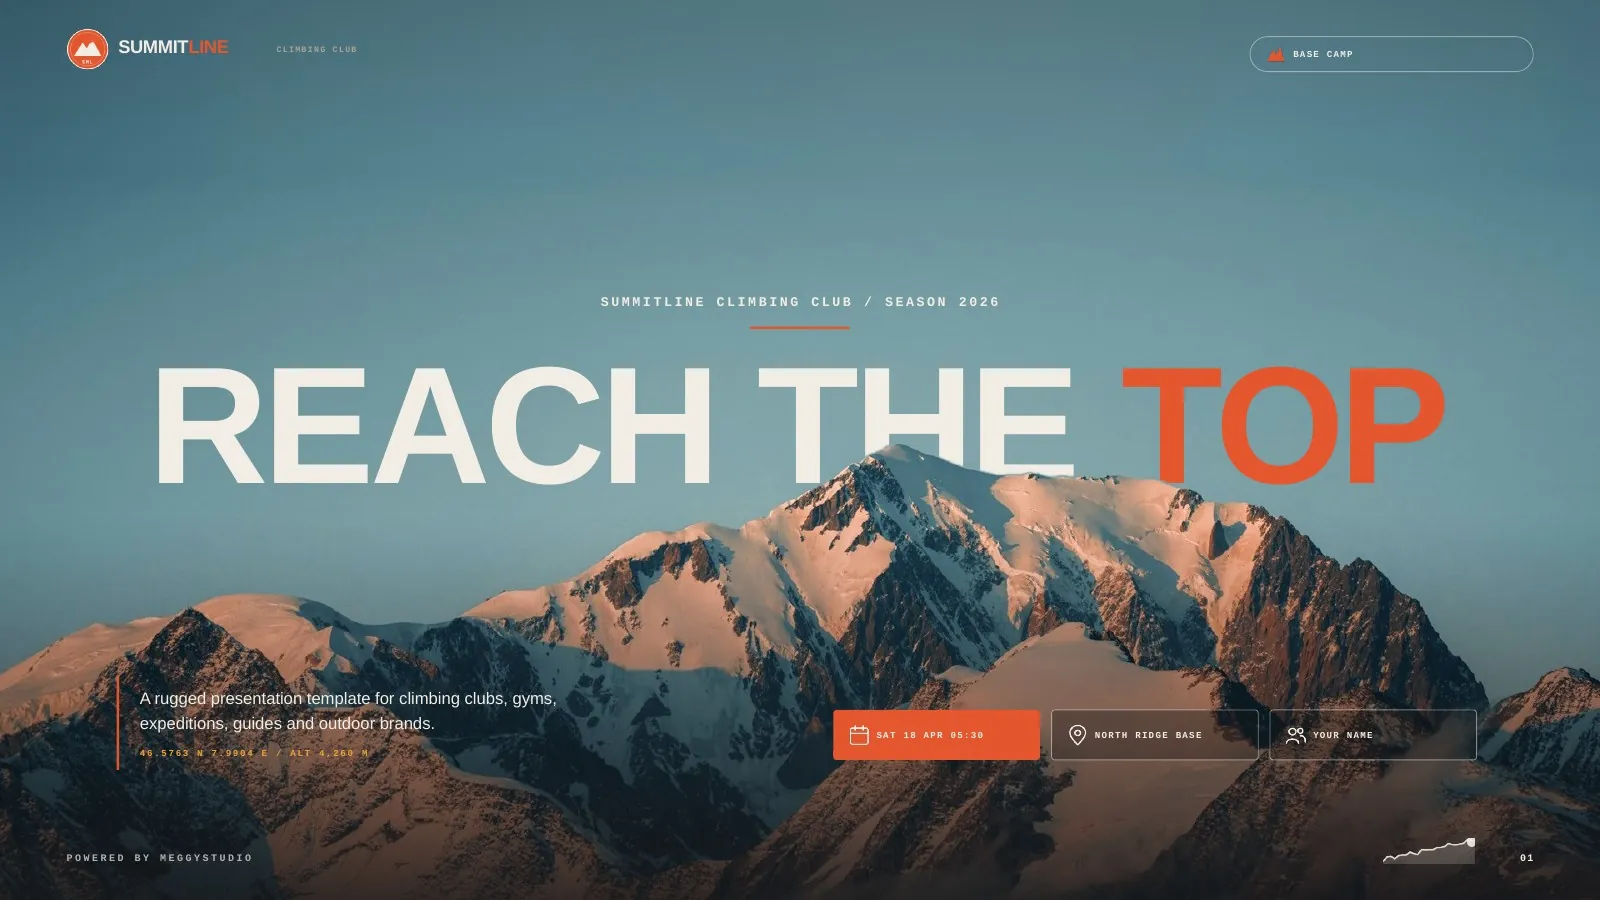 SUMMITLINE
CLIMBING CLUB
BASE CAMP
SUMMITLINE CLIMBING CLUB / SEASON 2026
REACH THE TOP
A rugged presentation template for climbing clubs, gyms,
expeditions, guides and outdoor brands.
46.5763 N 7.9904 E / ALT 4,260 M
SAT 18 APR 05:30
NORTH RIDGE BASE
YOUR NAME
POWERED BY MEGGYSTUDIO
01